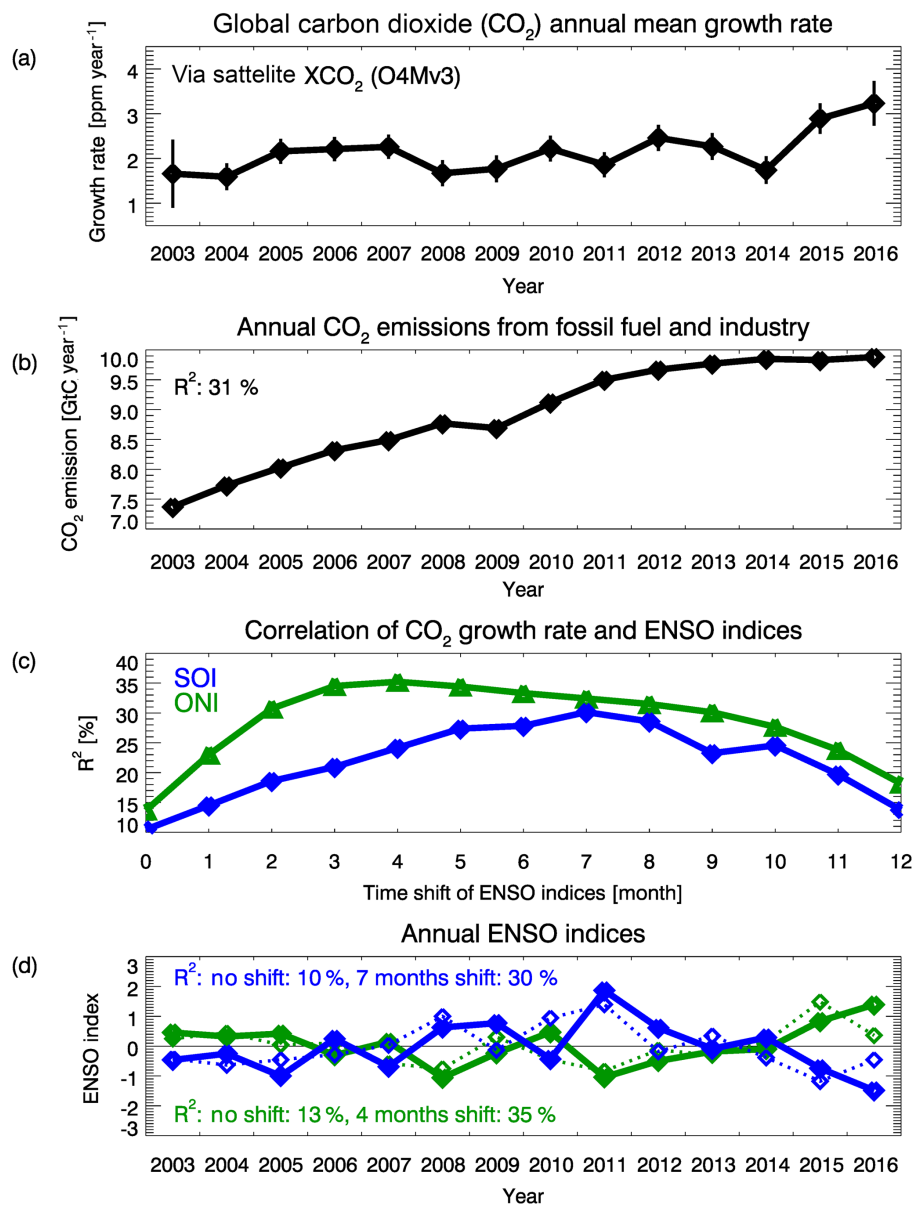 Global carbon dioxide (CO₂) annual mean growth rate
(a)
Via sattelite XCO₂ (O4Mv3)
Growth rate [ppm year⁻¹]
4
3
2
1
2003 2004 2005 2006 2007 2008 2009 2010 2011 2012 2013 2014 2015 2016
Year
Annual CO₂ emissions from fossil fuel and industry
(b)
R²: 31 %
CO₂ emission [GtC year⁻¹]
10.0
9.5
9.0
8.5
8.0
7.5
7.0
2003 2004 2005 2006 2007 2008 2009 2010 2011 2012 2013 2014 2015 2016
Year
Correlation of CO₂ growth rate and ENSO indices
(c)
SOI
ONI
R² [%]
40
35
30
25
20
15
10
0 1 2 3 4 5 6 7 8 9 10 11 12
Time shift of ENSO indices [month]
Annual ENSO indices
(d)
R²: no shift: 10 %, 7 months shift: 30 %
ENSO index
3
2
1
0
-1
-2
-3
R²: no shift: 13 %, 4 months shift: 35 %
2003 2004 2005 2006 2007 2008 2009 2010 2011 2012 2013 2014 2015 2016
Year